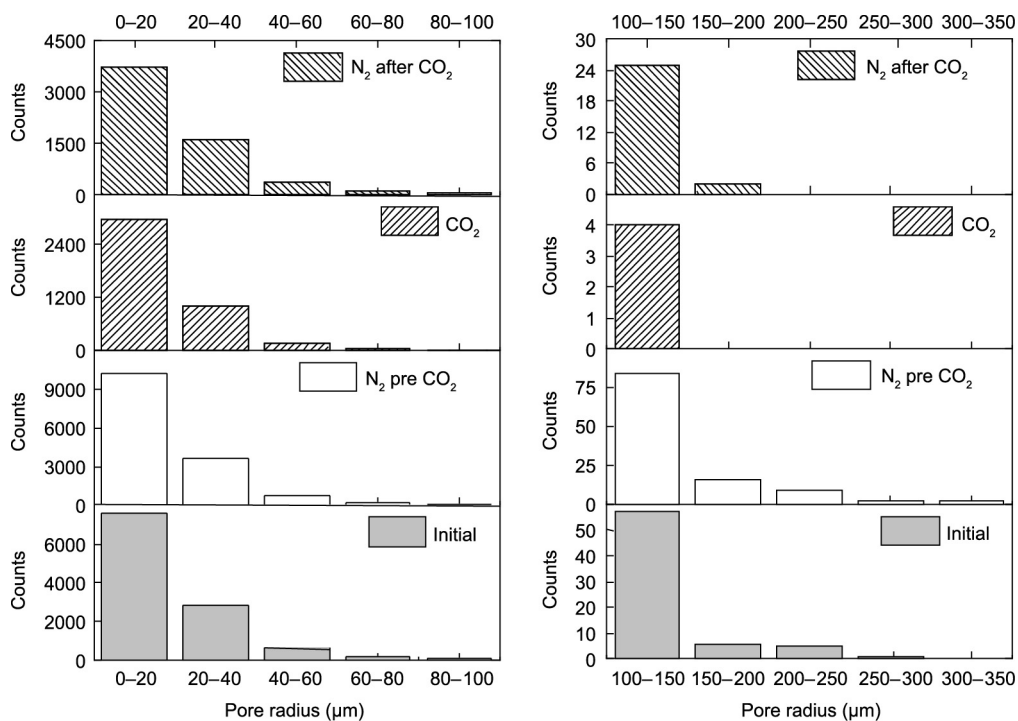 0–20 20–40 40–60 60–80 80–100
4500
3000
1500
0
Counts
N₂ after CO₂
2400
1200
0
Counts
CO₂
9000
6000
3000
0
Counts
N₂ pre CO₂
6000
4000
2000
0
Counts
Initial
0–20 20–40 40–60 60–80 80–100
Pore radius (μm)
100–150 150–200 200–250 250–300 300–350
30
24
18
12
6
0
Counts
N₂ after CO₂
4
3
2
1
0
Counts
CO₂
75
50
25
0
Counts
N₂ pre CO₂
50
40
30
20
10
0
Counts
Initial
100–150 150–200 200–250 250–300 300–350
Pore radius (μm)